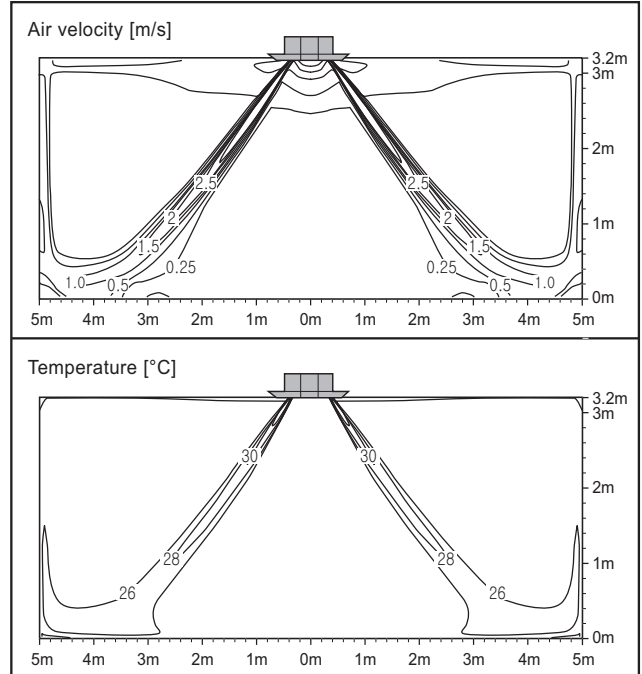 Air velocity [m/s]
3.2m
3m
2m
2.5 2.5
2 2
1.5 1.5
1m
0.25 0.25
1.0 0.5 0.5 1.0
0m
5m 4m 3m 2m 1m 0m 1m 2m 3m 4m 5m
Temperature [°C]
3.2m
3m
30 30
2m
28 28
1m
26 26
0m
5m 4m 3m 2m 1m 0m 1m 2m 3m 4m 5m